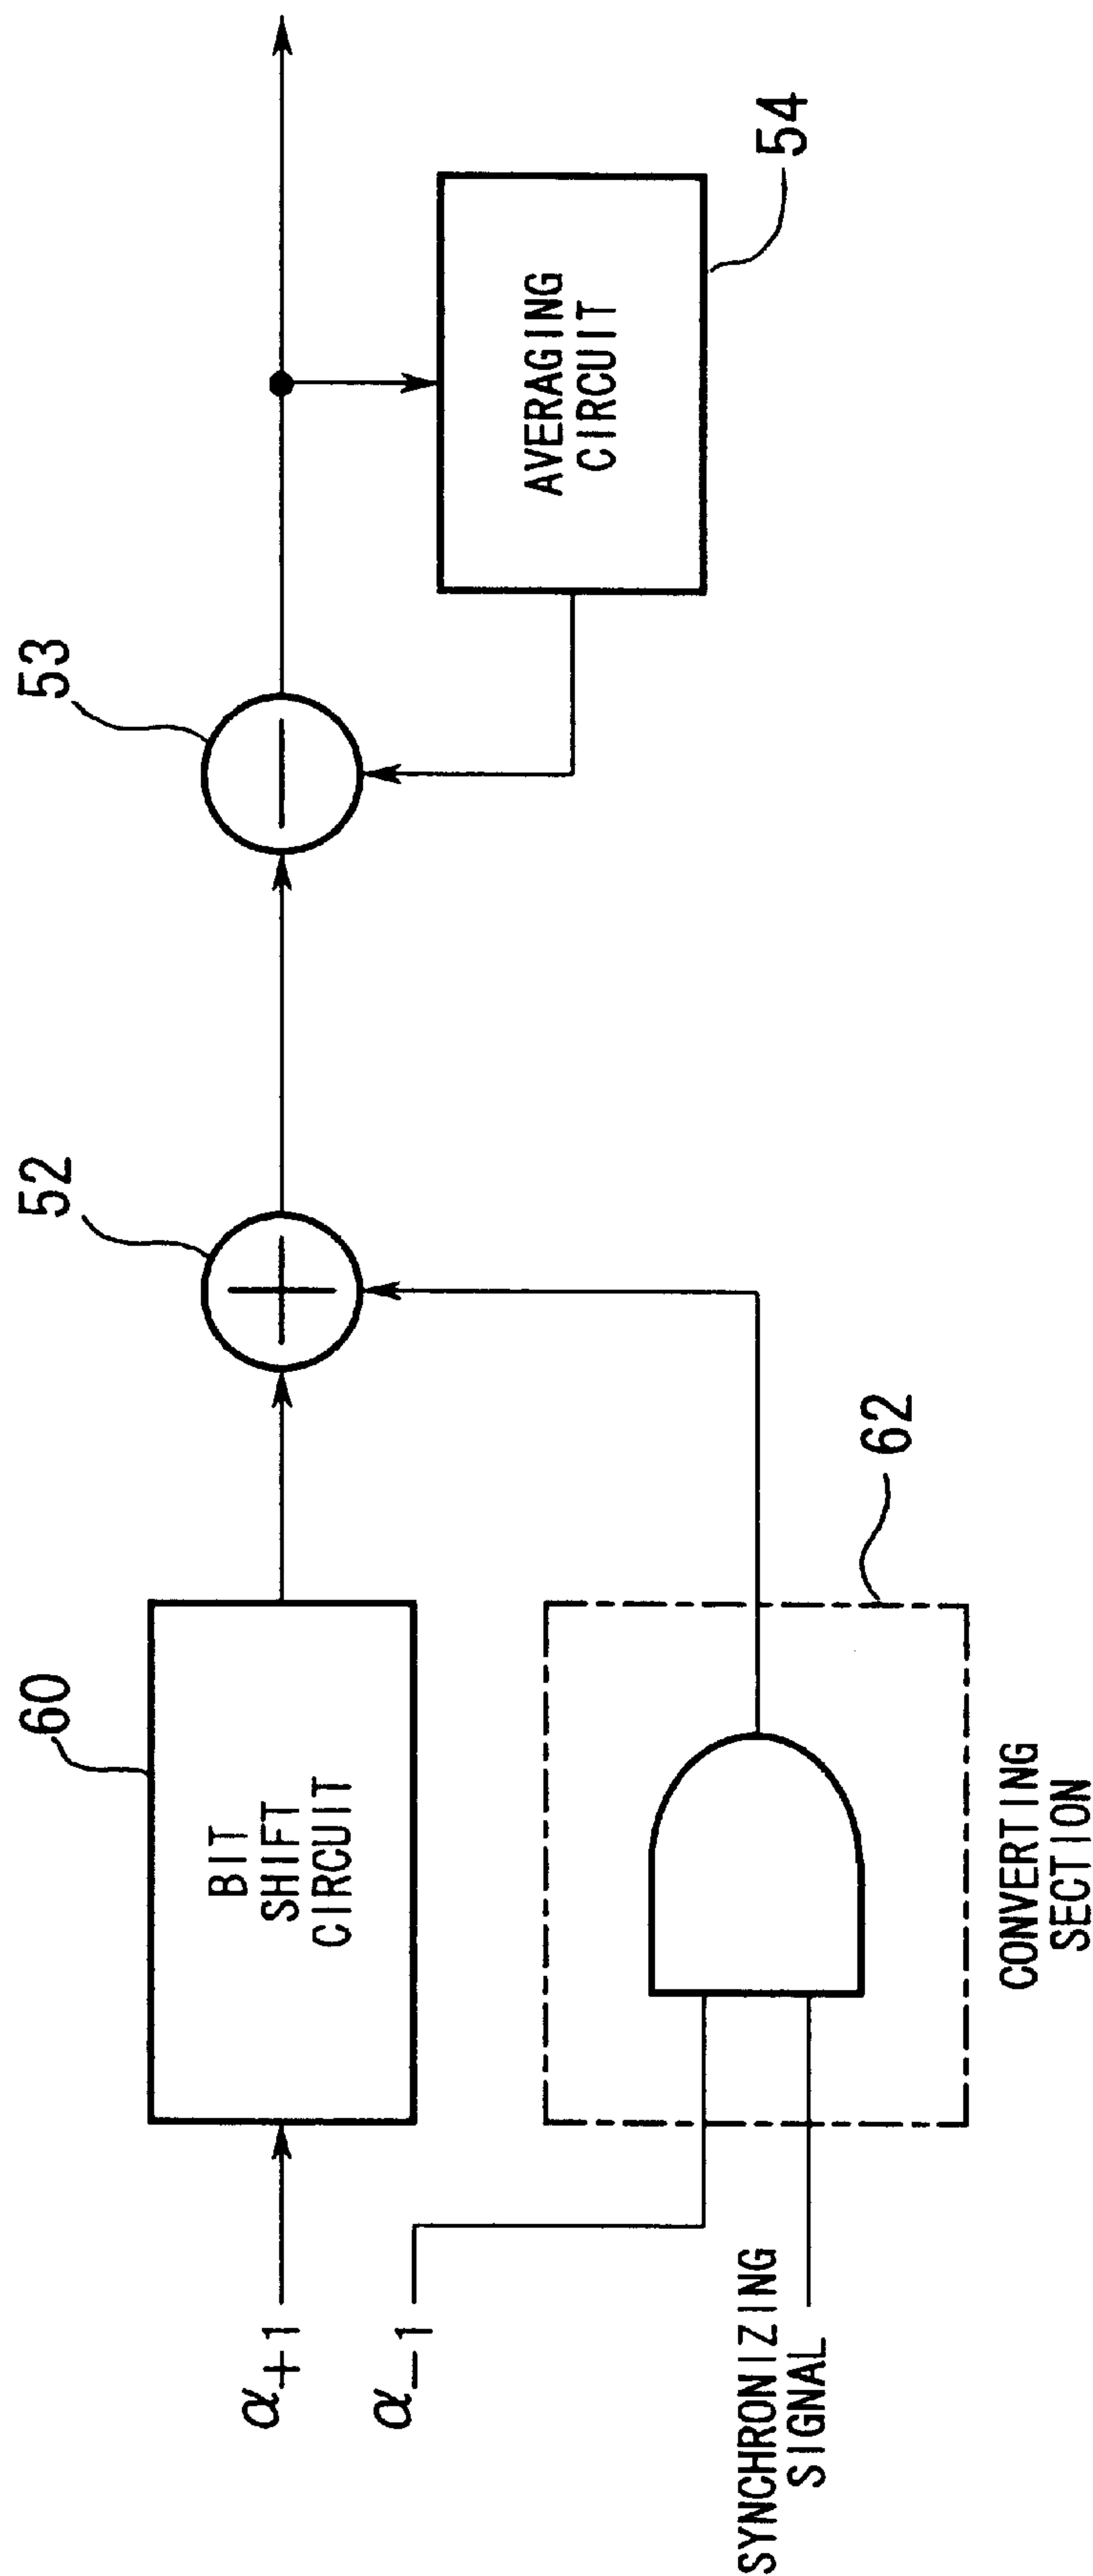 60
BIT
SHIFT
CIRCUIT
52
53
AVERAGING
CIRCUIT
54
α+1
α−1
SYNCHRONIZING
SIGNAL
62
CONVERTING
SECTION